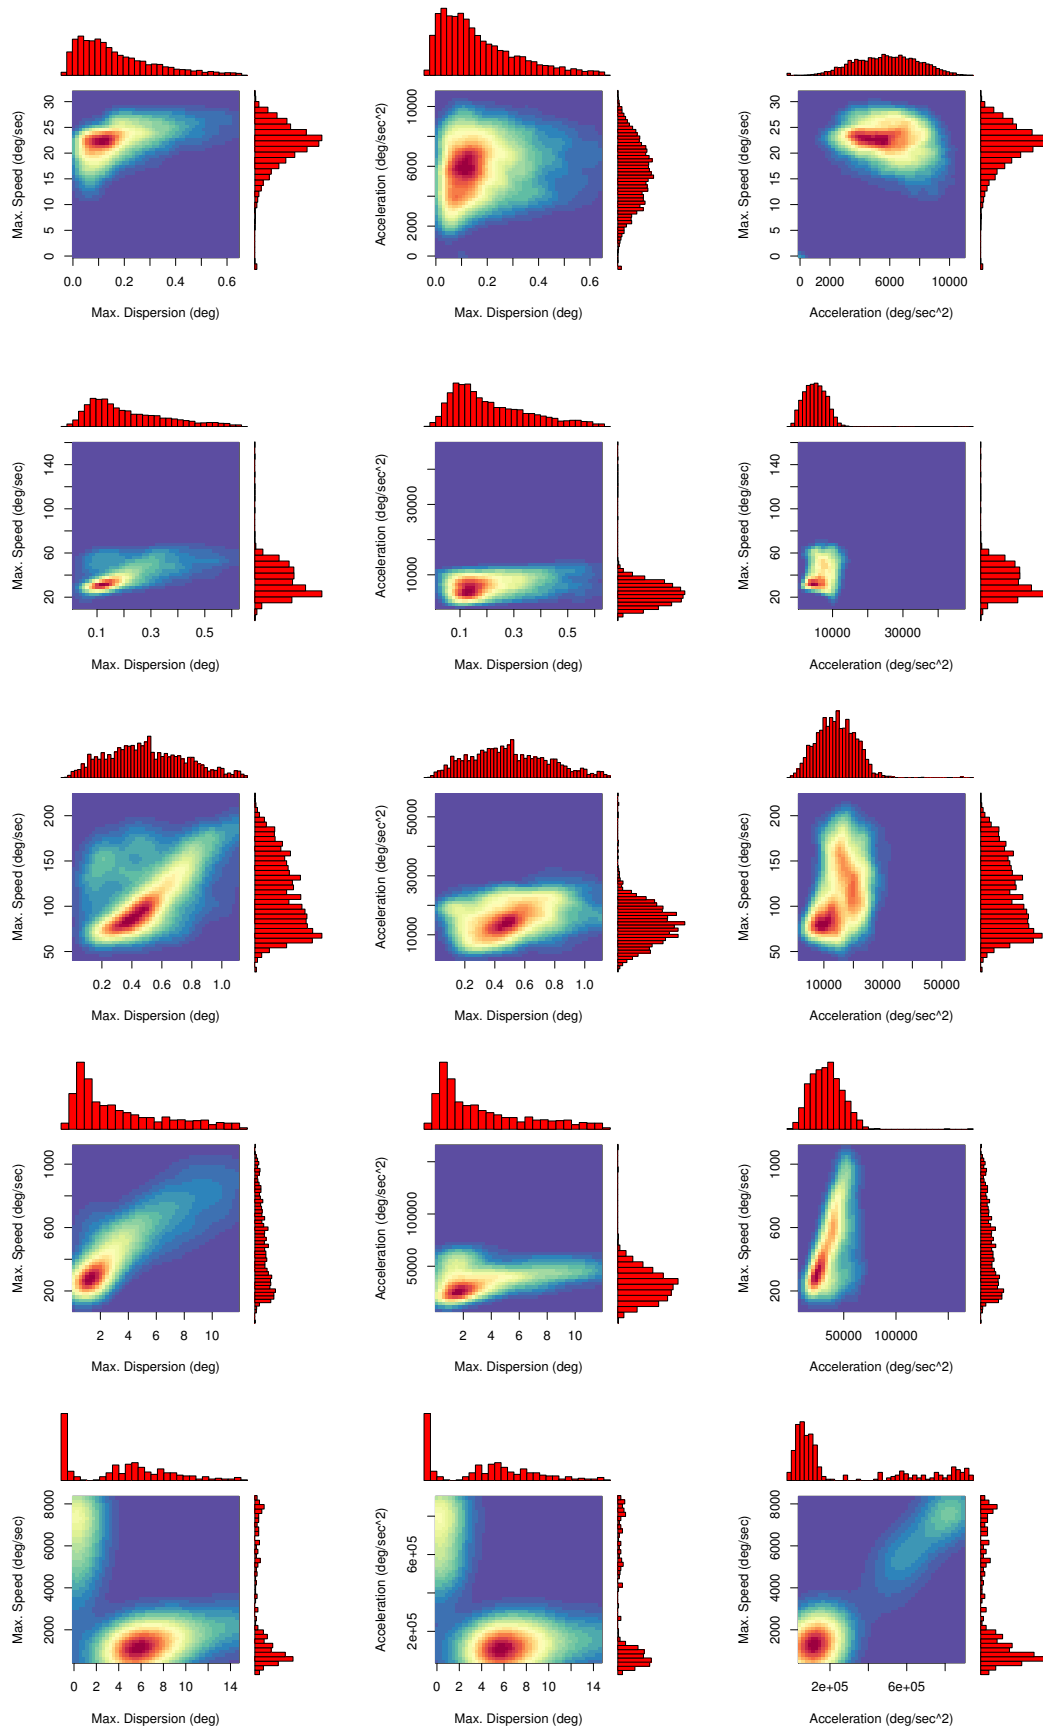 Max. Speed (deg/sec)
0 5 10 15 20 25 30
0.0 0.2 0.4 0.6
Max. Dispersion (deg)
Acceleration (deg/sec^2)
0 2000 6000 10000
0.0 0.2 0.4 0.6
Max. Dispersion (deg)
Max. Speed (deg/sec)
0 5 10 15 20 25 30
0 2000 6000 10000
Acceleration (deg/sec^2)
Max. Speed (deg/sec)
20 60 100 140
0.1 0.3 0.5
Max. Dispersion (deg)
Acceleration (deg/sec^2)
10000 30000
0.1 0.3 0.5
Max. Dispersion (deg)
Max. Speed (deg/sec)
20 60 100 140
10000 30000
Acceleration (deg/sec^2)
Max. Speed (deg/sec)
50 100 150 200
0.2 0.4 0.6 0.8 1.0
Max. Dispersion (deg)
Acceleration (deg/sec^2)
10000 30000 50000
0.2 0.4 0.6 0.8 1.0
Max. Dispersion (deg)
Max. Speed (deg/sec)
50 100 150 200
10000 30000 50000
Acceleration (deg/sec^2)
Max. Speed (deg/sec)
200 600 1000
2 4 6 8 10
Max. Dispersion (deg)
Acceleration (deg/sec^2)
50000 100000
2 4 6 8 10
Max. Dispersion (deg)
Max. Speed (deg/sec)
200 600 1000
50000 100000
Acceleration (deg/sec^2)
Max. Speed (deg/sec)
2000 4000 6000 8000
0 2 4 6 8 10 14
Max. Dispersion (deg)
Acceleration (deg/sec^2)
2e+05 6e+05
0 2 4 6 8 10 14
Max. Dispersion (deg)
Max. Speed (deg/sec)
2000 4000 6000 8000
2e+05 6e+05
Acceleration (deg/sec^2)